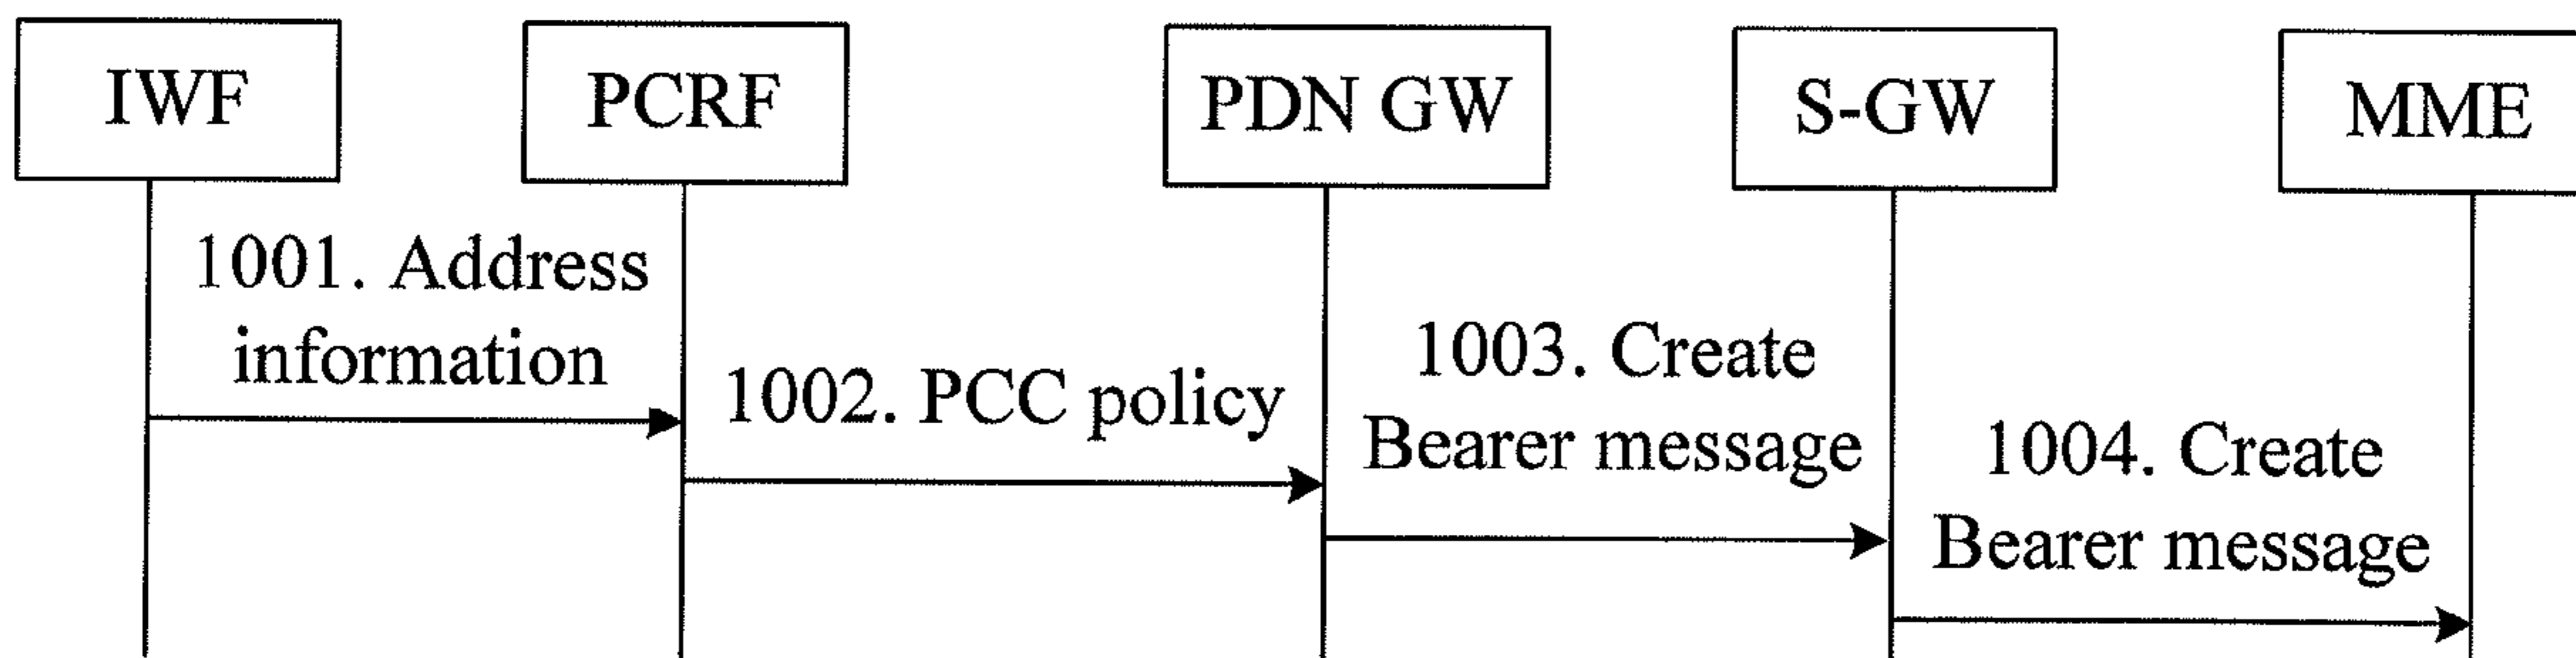 IWF
PCRF
PDN GW
S-GW
MME
1001. Address
information
1002. PCC policy
1003. Create
Bearer message
1004. Create
Bearer message